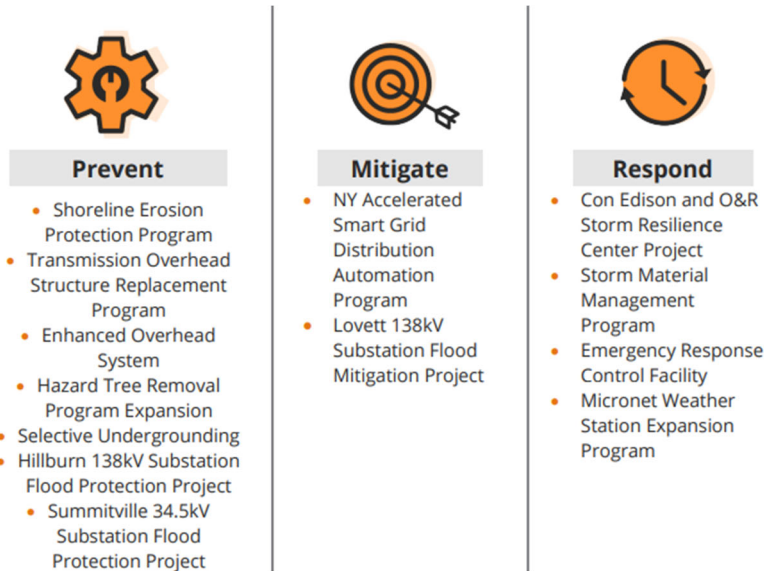 Prevent
• Shoreline Erosion
Protection Program
• Transmission Overhead
Structure Replacement
Program
• Enhanced Overhead
System
• Hazard Tree Removal
Program Expansion
• Selective Undergrounding
• Hillburn 138kV Substation
Flood Protection Project
• Summitville 34.5kV
Substation Flood
Protection Project
Mitigate
• NY Accelerated
Smart Grid
Distribution
Automation
Program
• Lovett 138kV
Substation Flood
Mitigation Project
Respond
• Con Edison and O&R
Storm Resilience
Center Project
• Storm Material
Management
Program
• Emergency Response
Control Facility
• Micronet Weather
Station Expansion
Program